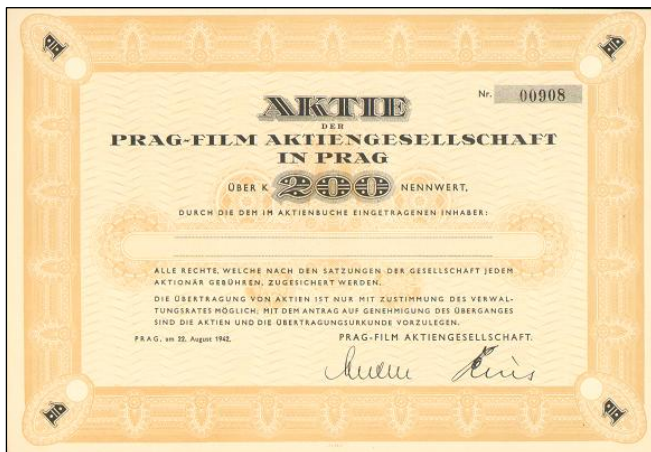 Nr. 00908
AKTIE
DER
PRAG-FILM AKTIENGESELLSCHAFT
IN PRAG
ÜBER K 200 NENNWERT,
DURCH DIE DEM IM AKTIENBUCHE EINGETRAGENEN INHABER:
ALLE RECHTE, WELCHE NACH DEN SATZUNGEN DER GESELLSCHAFT JEDEM
AKTIONÄR GEBÜHREN, ZUGESICHERT WERDEN.
DIE ÜBERTRAGUNG VON AKTIEN IST NUR MIT ZUSTIMMUNG DES VERWAL-
TUNGSRATES MÖGLICH; MIT DEM ANTRAG AUF GENEHMIGUNG DES ÜBERGANGES
SIND DIE AKTIEN UND DIE ÜBERTRAGUNGSURKUNDE VORZULEGEN.
PRAG, am 22. August 1942. PRAG-FILM AKTIENGESELLSCHAFT.